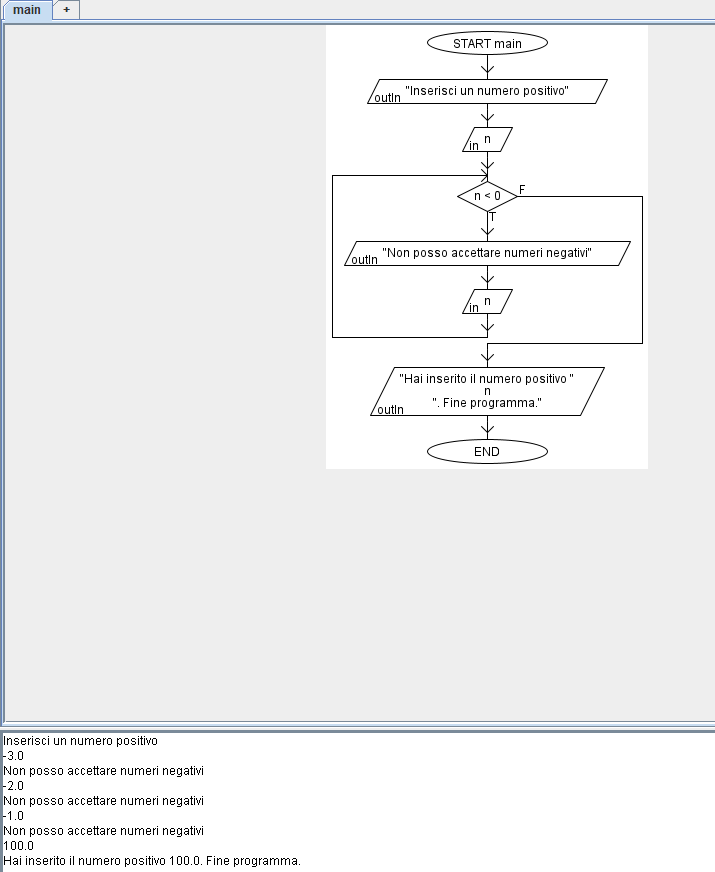 main +
START main
"Inserisci un numero positivo"
outln
n
in
n < 0
F
T
"Non posso accettare numeri negativi"
outln
n
in
"Hai inserito il numero positivo "
n
". Fine programma."
outln
END
Inserisci un numero positivo
-3.0
Non posso accettare numeri negativi
-2.0
Non posso accettare numeri negativi
-1.0
Non posso accettare numeri negativi
100.0
Hai inserito il numero positivo 100.0. Fine programma.